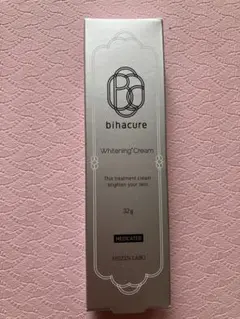 bihacure
Whitening*Cream
This treatment cream
brighten your skin
32g
MEDICATED